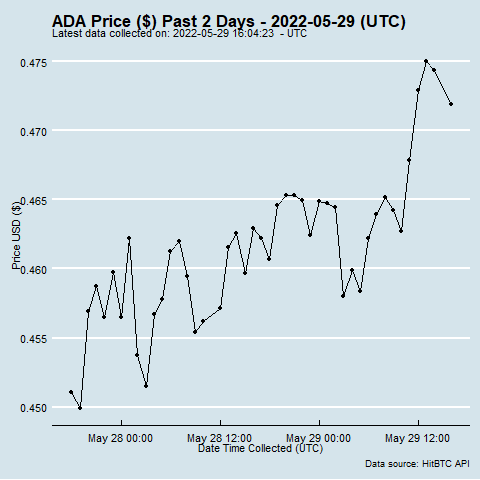 ADA Price ($) Past 2 Days - 2022-05-29 (UTC)
Latest data collected on: 2022-05-29 16:04:23 - UTC
0.475
0.470
0.465
0.460
0.455
0.450
Price USD ($)
May 28 00:00 May 28 12:00 May 29 00:00 May 29 12:00
Date Time Collected (UTC)
Data source: HitBTC API